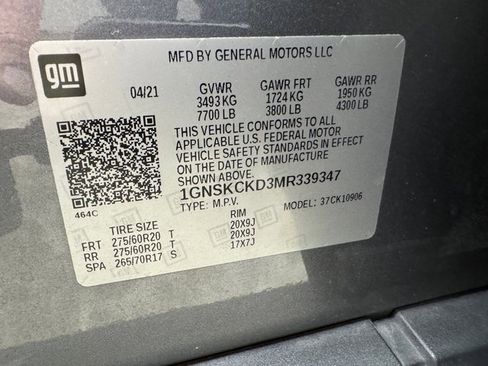 gm
MFD BY GENERAL MOTORS LLC
04/21 GVWR GAWR FRT GAWR RR
3493 KG 1724 KG 1950 KG
7700 LB 3800 LB 4300 LB
THIS VEHICLE CONFORMS TO ALL
APPLICABLE U.S. FEDERAL MOTOR
VEHICLE SAFETY STANDARDS IN EFFECT
ON THE DATE OF MANUFACTURE
SHOWN ABOVE.
1GNSKCKD3MR339347
464C TYPE: M.P.V. MODEL: 37CK10906
TIRE SIZE RIM
FRT 275/60R20 T 20X9J
RR 275/60R20 T 20X9J
SPA 265/70R17 S 17X7J